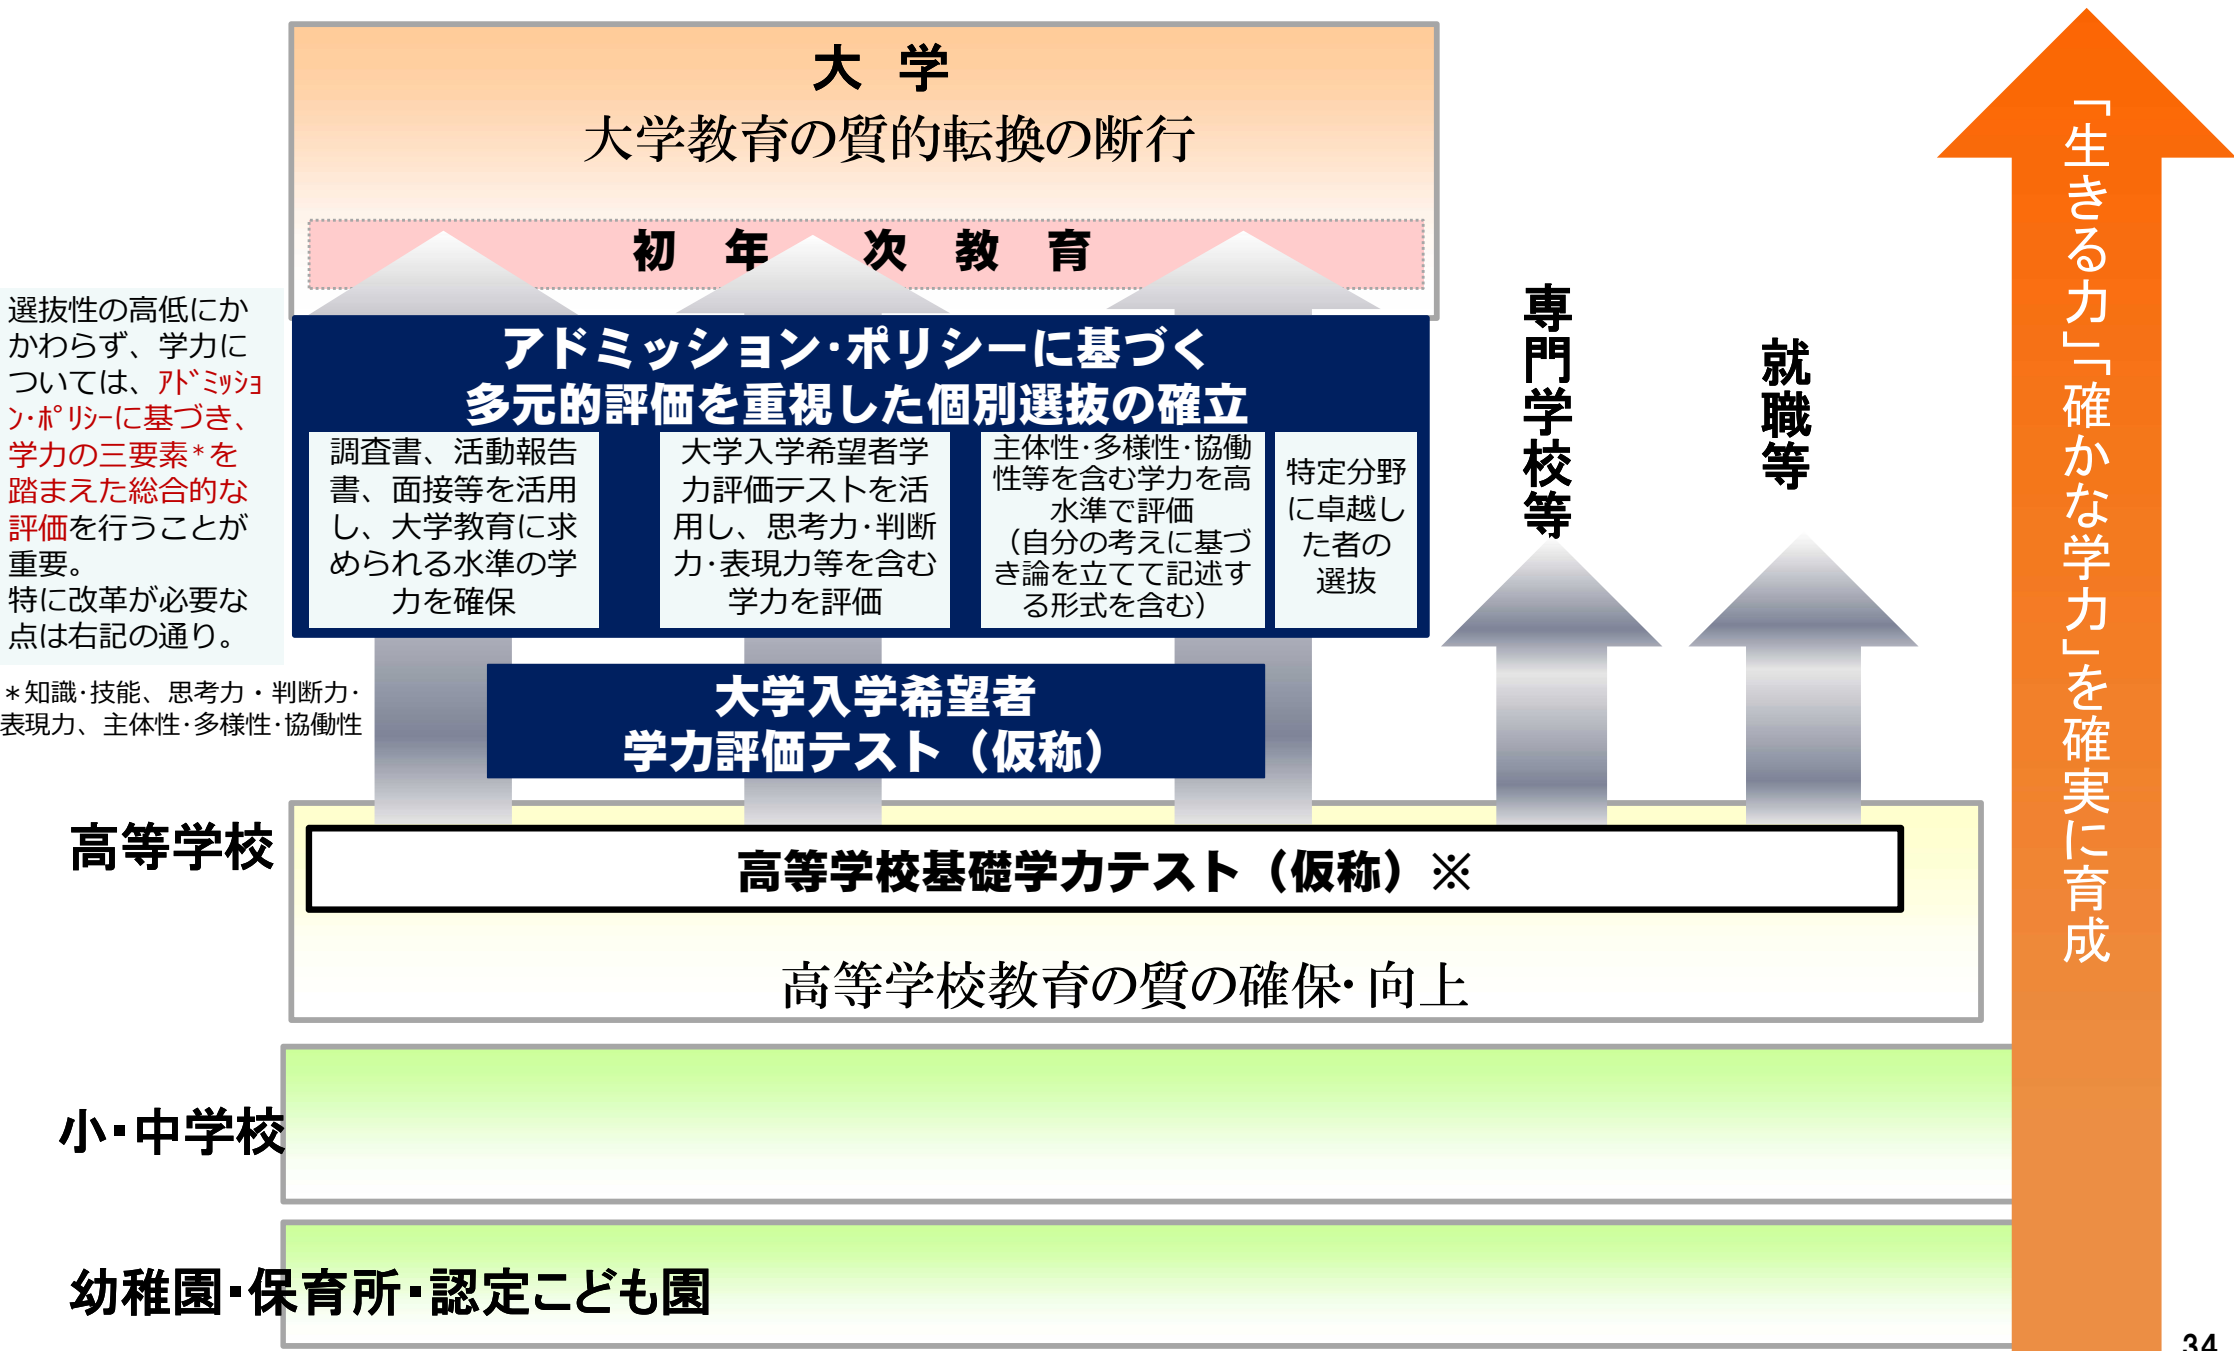 大 学
大学教育の質的転換の断行
初 年 次 教 育
選抜性の高低にか
かわらず、学力に
ついては、ｱﾄﾞﾐｯｼｮ
ﾝ･ﾎﾟﾘｼｰに基づき、
学力の三要素*を
踏まえた総合的な
評価を行うことが
重要。
特に改革が必要な
点は右記の通り。
＊知識･技能、思考力・判断力･
表現力、主体性･多様性･協働性
アドミッション･ポリシーに基づく
多元的評価を重視した個別選抜の確立
調査書、活動報告
書、面接等を活用
し、大学教育に求
められる水準の学
力を確保
大学入学希望者学
力評価テストを活
用し、思考力･判断
力･表現力等を含む
学力を評価
主体性･多様性･協働
性等を含む学力を高
水準で評価
（自分の考えに基づ
き論を立てて記述す
る形式を含む）
特定分野
に卓越し
た者の
選抜
専門学校等
就職等
大学入学希望者
学力評価テスト（仮称）
高等学校
高等学校基礎学力テスト（仮称）※
高等学校教育の質の確保･向上
小･中学校
幼稚園･保育所･認定こども園
「生きる力」「確かな学力」を確実に育成
34